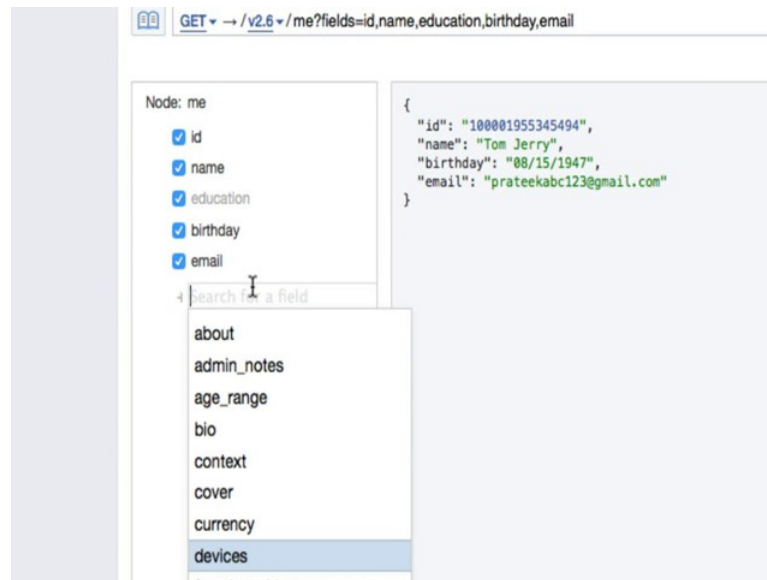 GET → / v2.6 / me?fields=id,name,education,birthday,email
Node: me
id
name
education
birthday
email
Search for a field
about
admin_notes
age_range
bio
context
cover
currency
devices
{
"id": "100001955345494",
"name": "Tom Jerry",
"birthday": "08/15/1947",
"email": "prateekabc123@gmail.com"
}